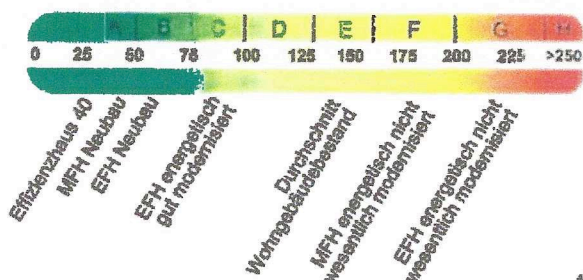 A B C D E F G H
0 25 50 75 100 125 150 175 200 225 >250
Effizienzhaus 40
MFH Neubau
EFH Neubau
EFH energetisch
gut modernisiert
Durchschnitt
Wohngebäudebestand
MFH energetisch nicht
wesentlich modernisiert
EFH energetisch nicht
wesentlich modernisiert